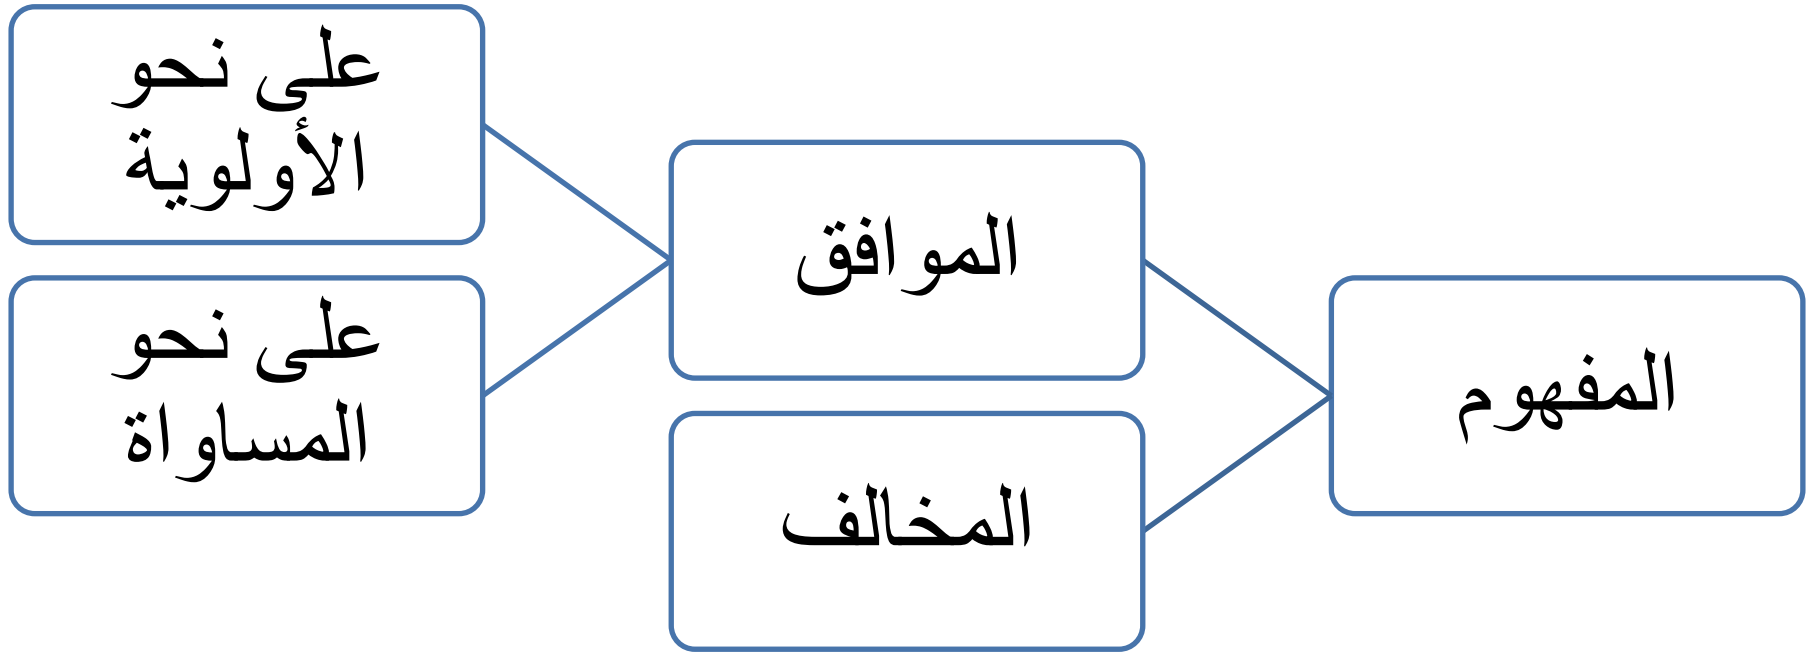 المفهوم
الموافق
على نحو
الأولوية
على نحو
المساواة
المخالف